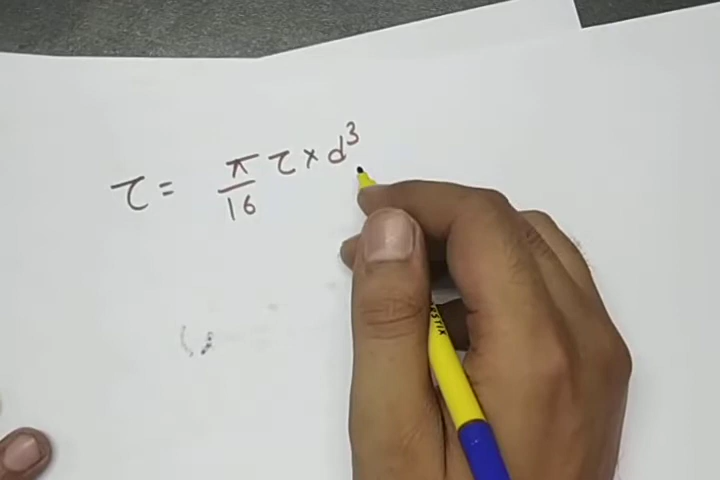 τ = π/16 τ × d³